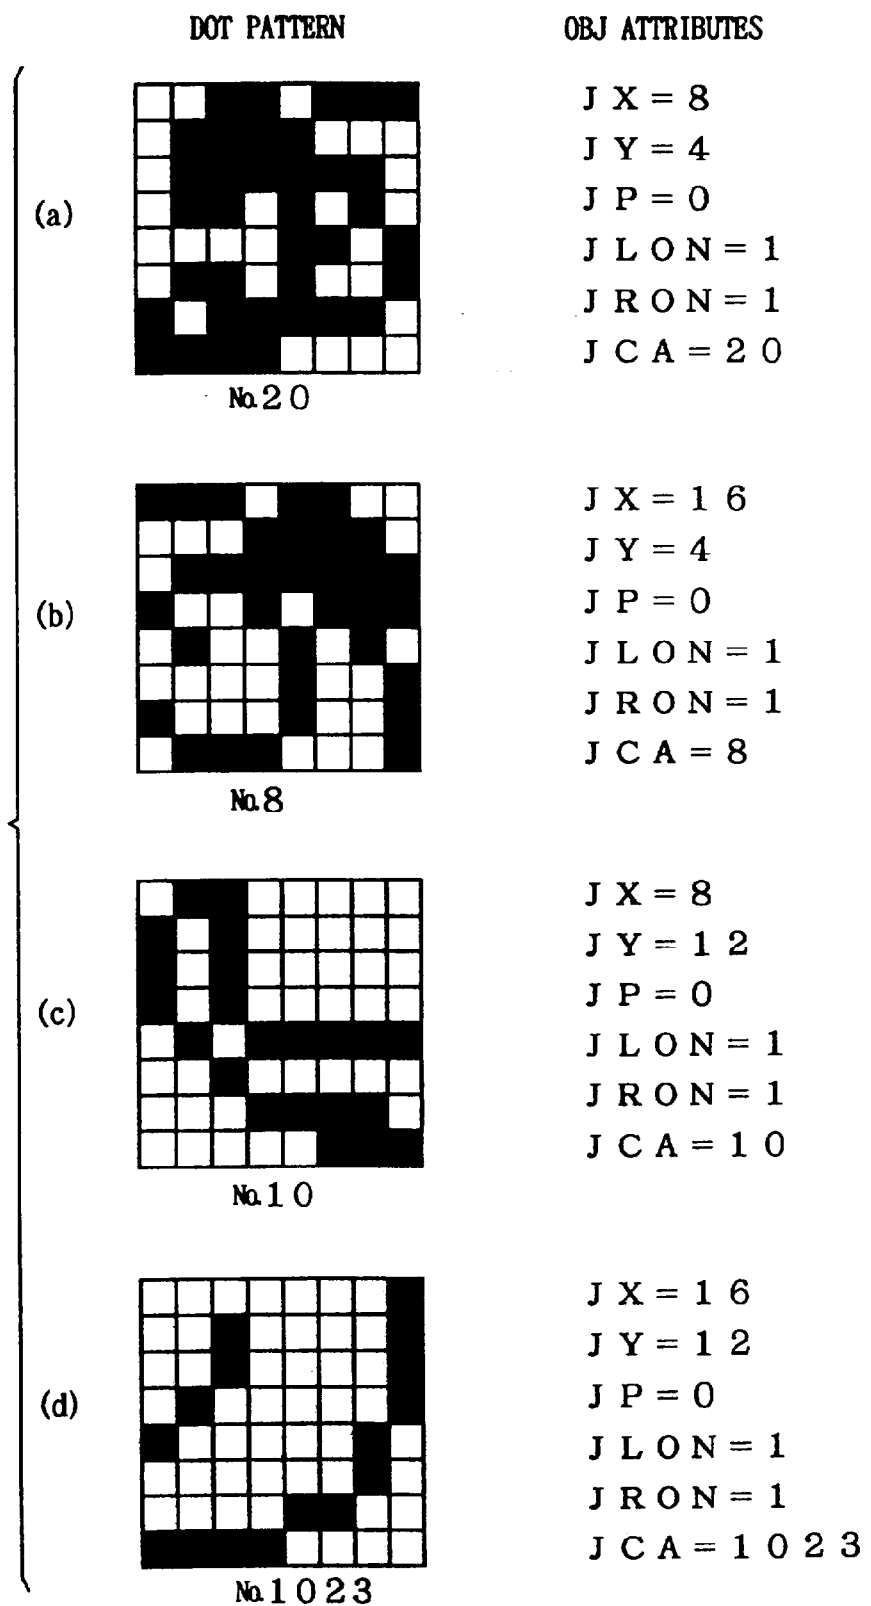 DOT PATTERN OBJ ATTRIBUTES
(a)
JX=8
JY=4
JP=0
JLON=1
JRON=1
JCA=20
No.20
(b)
JX=16
JY=4
JP=0
JLON=1
JRON=1
JCA=8
No.8
(c)
JX=8
JY=12
JP=0
JLON=1
JRON=1
JCA=10
No.10
(d)
JX=16
JY=12
JP=0
JLON=1
JRON=1
JCA=1023
No.1023